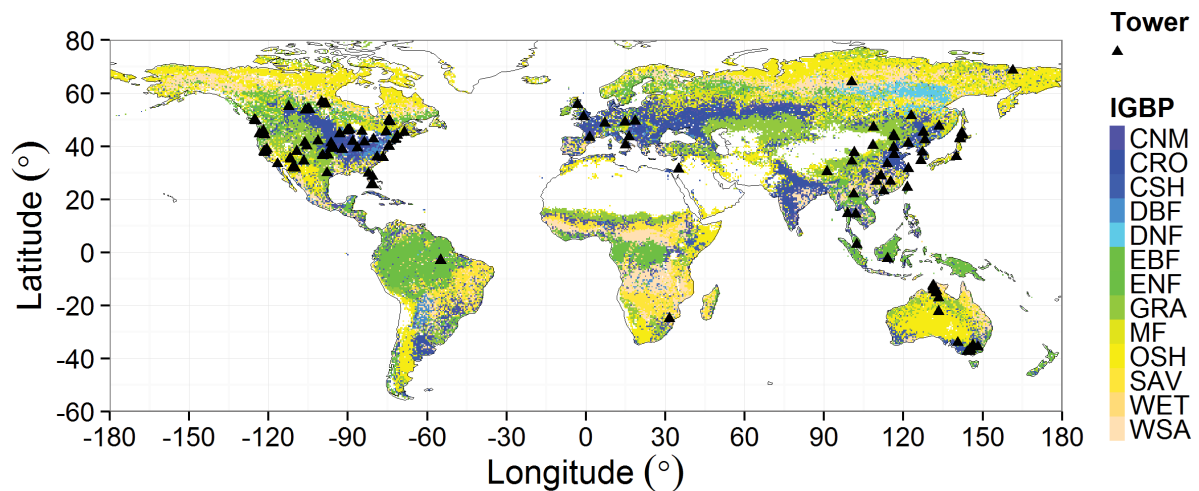 Tower
80
60
40
20
0
-20
-40
-60
Latitude (°)
-180 -150 -120 -90 -60 -30 0 30 60 90 120 150 180
Longitude (°)
IGBP
CNM
CRO
CSH
DBF
DNF
EBF
ENF
GRA
MF
OSH
SAV
WET
WSA